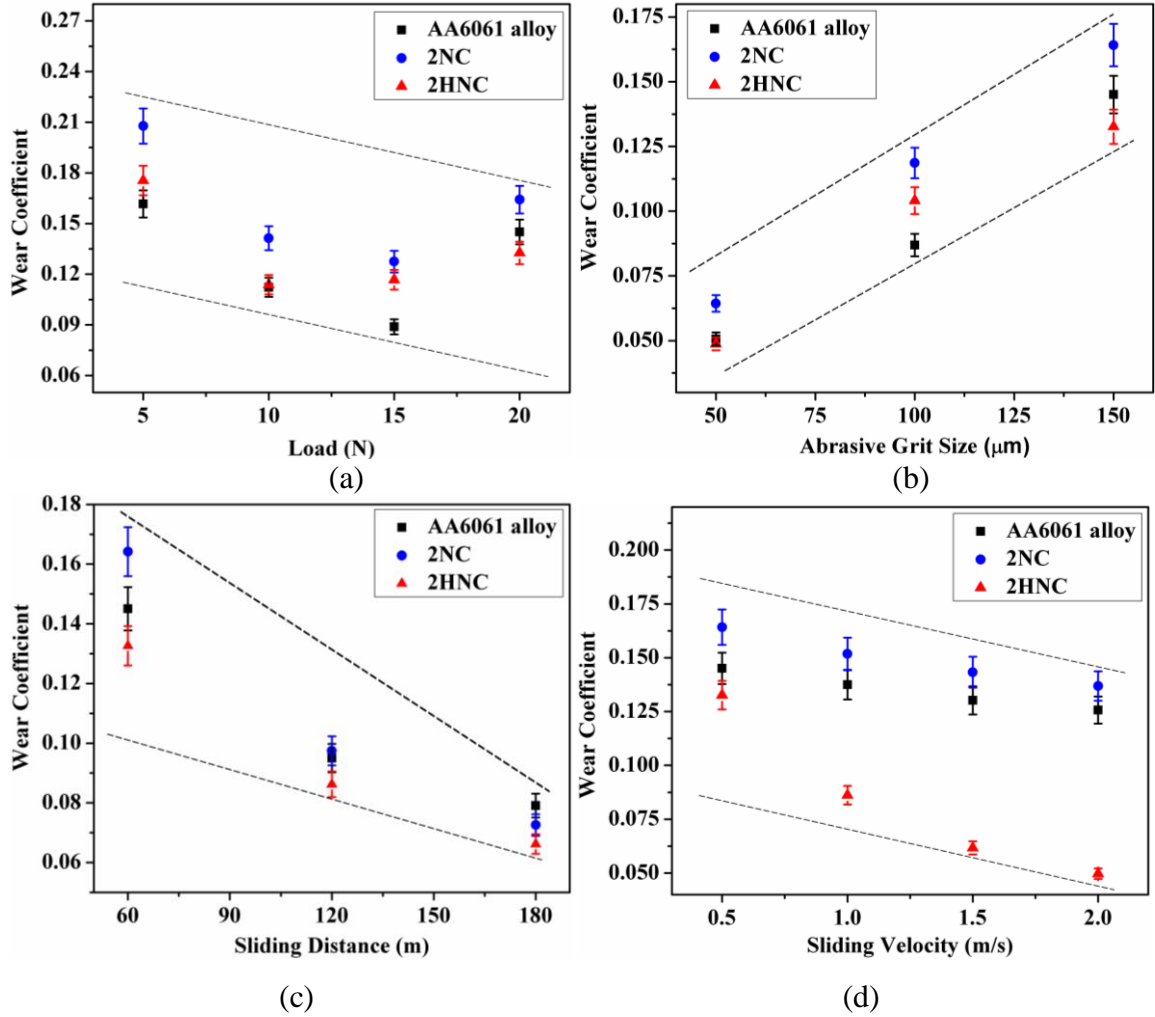 0.27
0.24
0.21
0.18
0.15
0.12
0.09
0.06
Wear Coefficient
AA6061 alloy
2NC
2HNC
5 10 15 20
Load (N)
(a)
0.175
0.150
0.125
0.100
0.075
0.050
Wear Coefficient
AA6061 alloy
2NC
2HNC
50 75 100 125 150
Abrasive Grit Size (μm)
(b)
0.18
0.16
0.14
0.12
0.10
0.08
0.06
Wear Coefficient
AA6061 alloy
2NC
2HNC
60 90 120 150 180
Sliding Distance (m)
(c)
0.200
0.175
0.150
0.125
0.100
0.075
0.050
Wear Coefficient
AA6061 alloy
2NC
2HNC
0.5 1.0 1.5 2.0
Sliding Velocity (m/s)
(d)